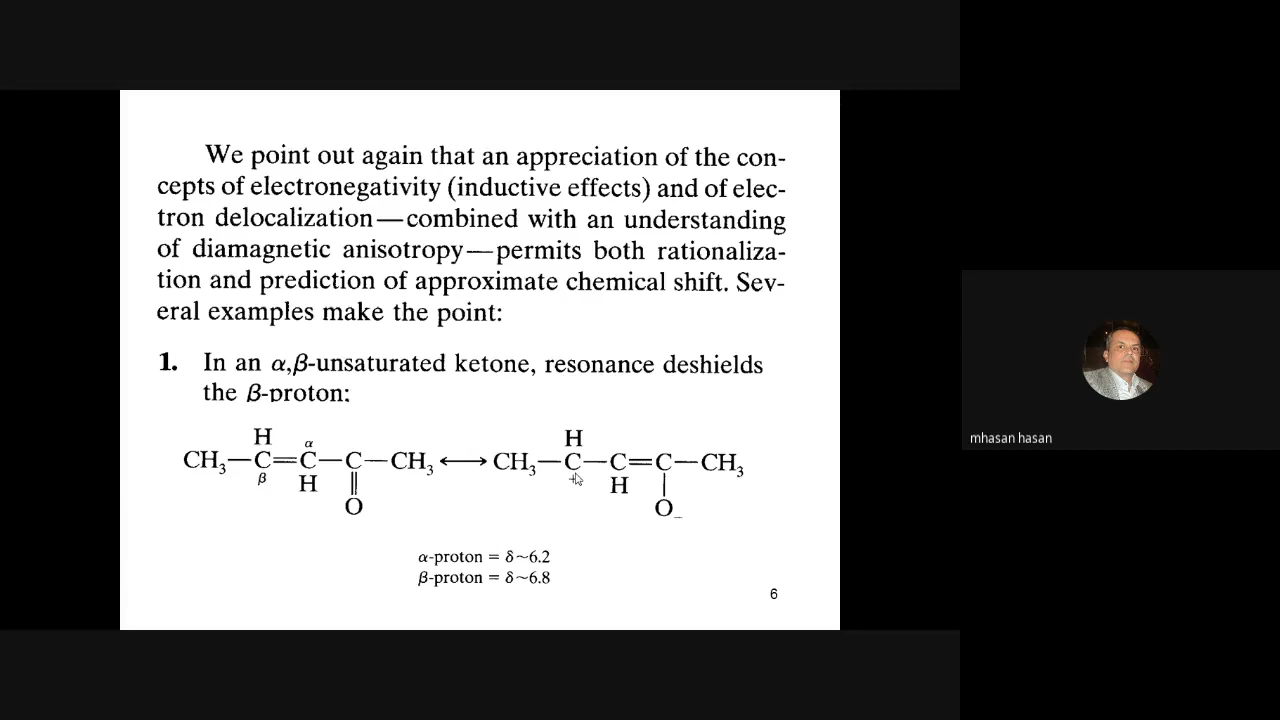 We point out again that an appreciation of the con-
cepts of electronegativity (inductive effects) and of elec-
tron delocalization—combined with an understanding
of diamagnetic anisotropy—permits both rationaliza-
tion and prediction of approximate chemical shift. Sev-
eral examples make the point:
1. In an α,β-unsaturated ketone, resonance deshields
the β-proton:
H α H
CH₃—C=C—C—CH₃ ⟷ CH₃—C—C=C—CH₃
β H ‖ + H |
O O⁻
α-proton = δ~6.2
β-proton = δ~6.8
6
mhasan hasan